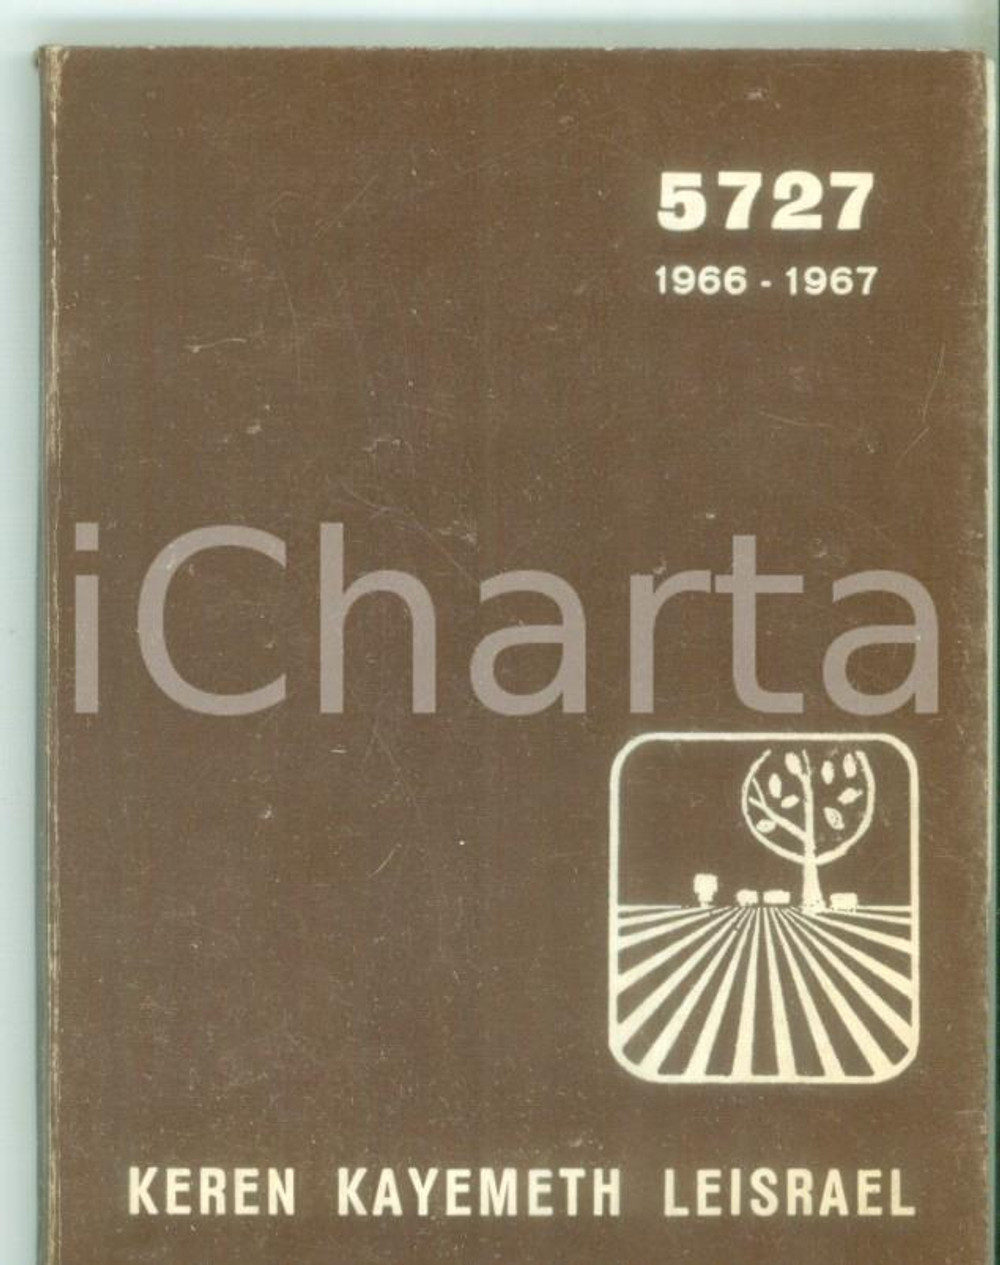 5727
1966 - 1967
iCharta
KEREN KAYEMETH LEISRAEL